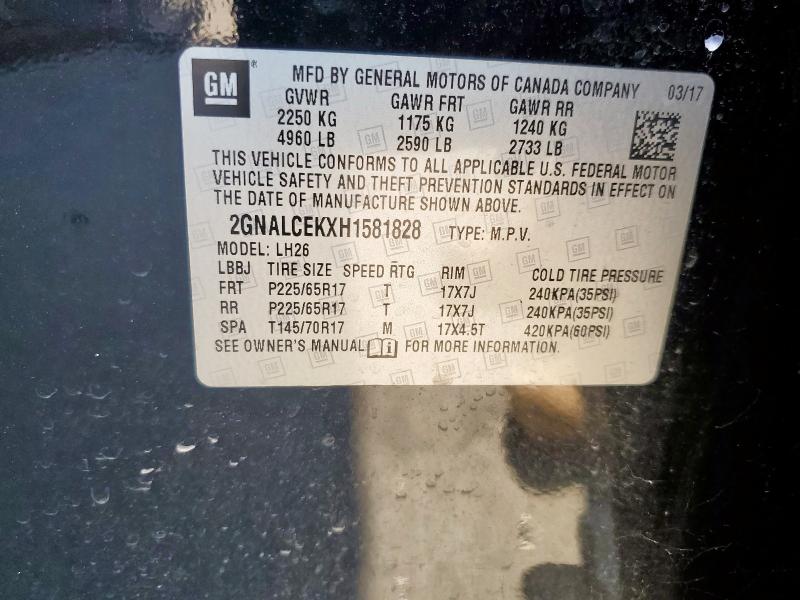 GM® MFD BY GENERAL MOTORS OF CANADA COMPANY 03/17
GVWR GAWR FRT GAWR RR
2250 KG 1175 KG 1240 KG
4960 LB 2590 LB 2733 LB
THIS VEHICLE CONFORMS TO ALL APPLICABLE U.S. FEDERAL MOTOR
VEHICLE SAFETY AND THEFT PREVENTION STANDARDS IN EFFECT ON
THE DATE OF MANUFACTURE SHOWN ABOVE.
2GNALCEKXH1581828 TYPE: M.P.V.
MODEL: LH26
LBBJ TIRE SIZE SPEED RTG RIM COLD TIRE PRESSURE
FRT P225/65R17 T 17X7J 240KPA(35PSI)
RR P225/65R17 T 17X7J 240KPA(35PSI)
SPA T145/70R17 M 17X4.5T 420KPA(60PSI)
SEE OWNER'S MANUAL i FOR MORE INFORMATION.